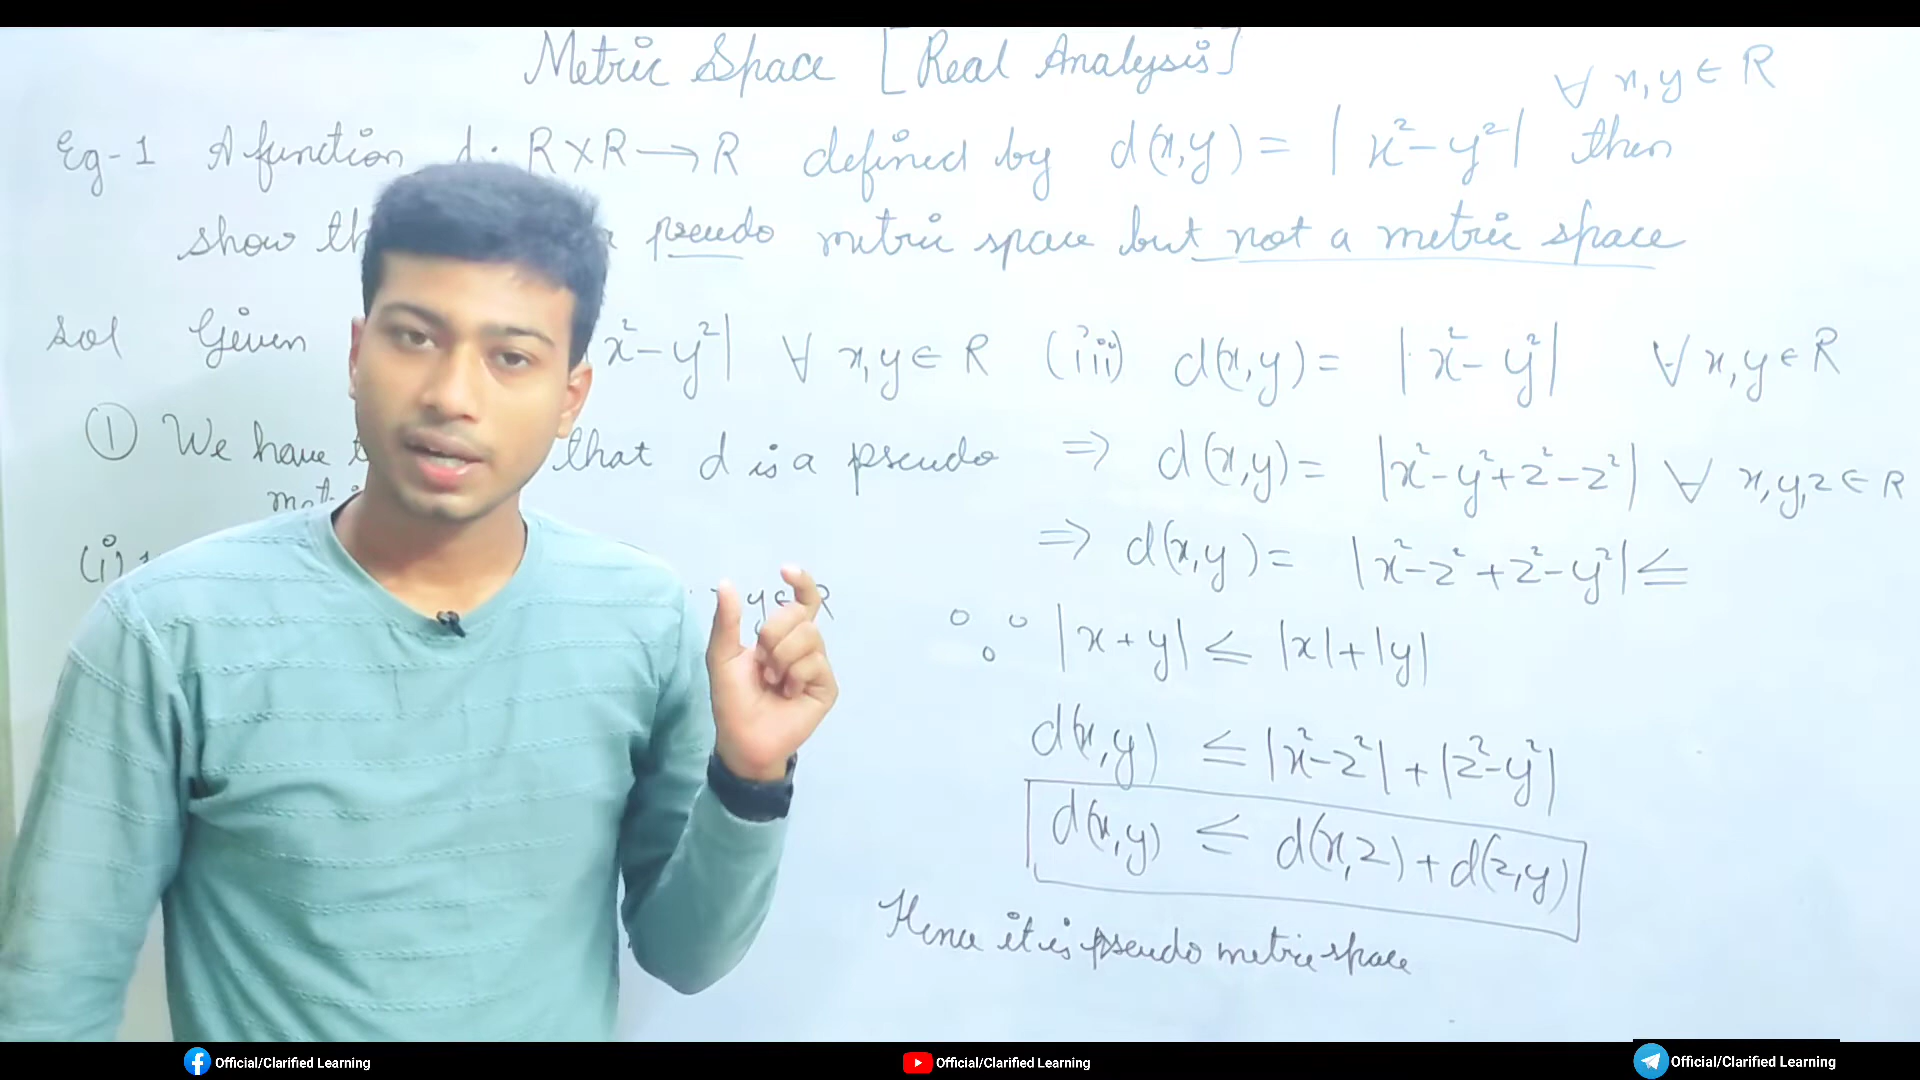 Metric Space [Real Analysis]
∀ x, y ∈ R
Eg-1 A function d: R×R → R defined by d(x,y) = |x²-y²| then
show pseudo metric space but not a metric space
Sol Given x²-y²| ∀ x,y ∈ R
① We have that d is a pseudo
(i)
y ∈ R
(iii) d(x,y) = |x²-y²| ∀ x,y ∈ R
⇒ d(x,y) = |x²-y²+z²-z²| ∀ x,y,z ∈ R
⇒ d(x,y) = |x²-z²+z²-y²| ≤
∵ |x+y| ≤ |x|+|y|
d(x,y) ≤ |x²-z²| + |z²-y²|
d(x,y) ≤ d(x,z) + d(z,y)
Hence it is pseudo metric space
Official/Clarified Learning
Official/Clarified Learning
Official/Clarified Learning